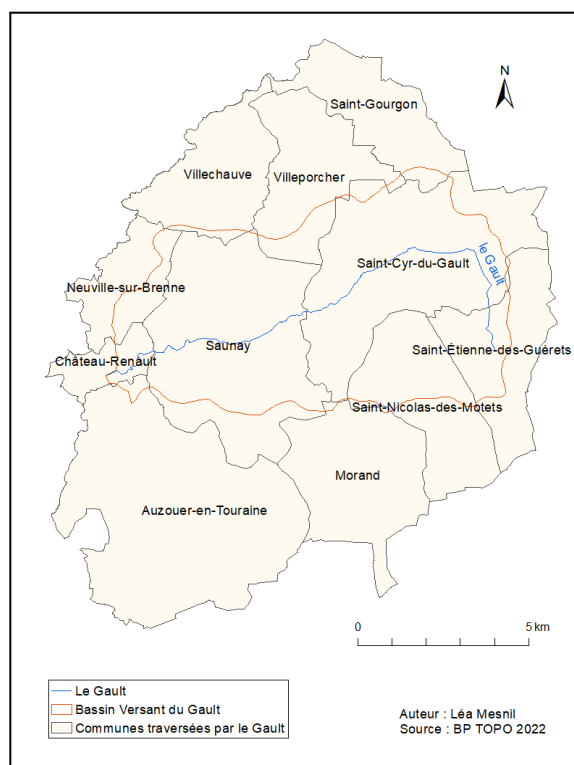 N
Saint-Gourgon
Villechauve
Villeporcher
Saint-Cyr-du-Gault
le Gault
Neuville-sur-Brenne
Saunay
Saint-Étienne-des-Guérets
Château-Renault
Saint-Nicolas-des-Motets
Morand
Auzouer-en-Touraine
0 5 km
Le Gault
Bassin Versant du Gault
Communes traversées par le Gault
Auteur : Léa Mesnil
Source : BP TOPO 2022